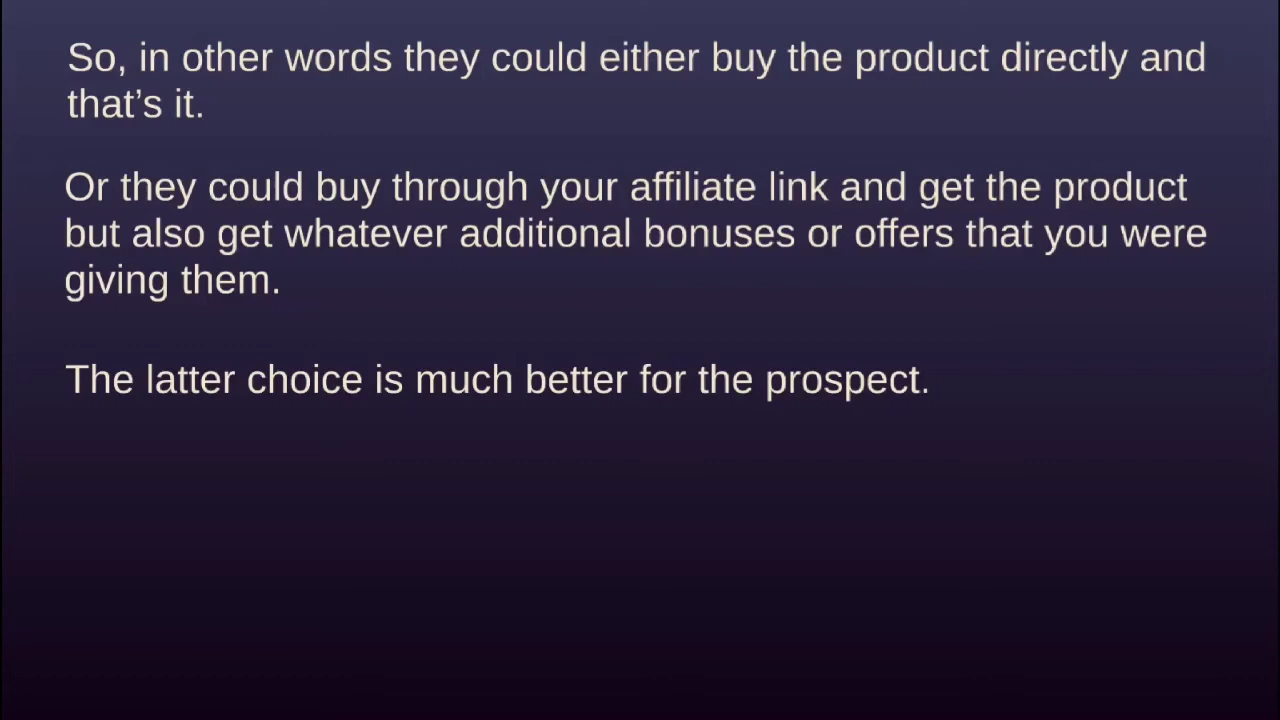 So, in other words they could either buy the product directly and
that’s it.
Or they could buy through your affiliate link and get the product
but also get whatever additional bonuses or offers that you were
giving them.
The latter choice is much better for the prospect.